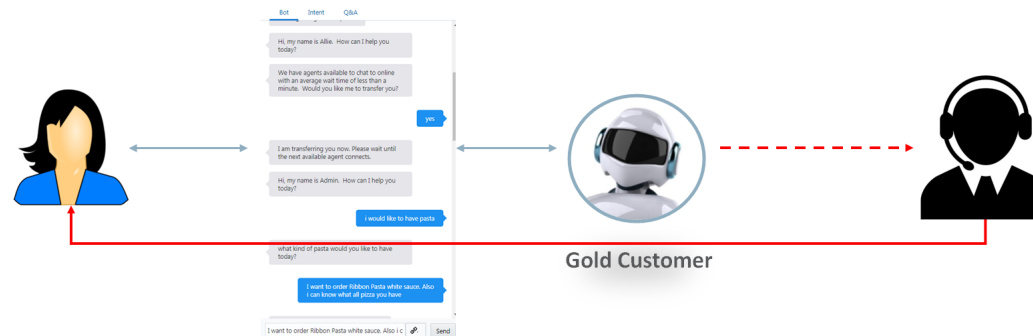 Bot Intent Q&A
Hi, my name is Allie. How can I help you
today?
We have agents available to chat to online
with an average wait time of less than a
minute. Would you like me to transfer you?
yes
I am transferring you now. Please wait until
the next available agent connects.
Hi, my name is Admin. How can I help you
today?
i would like to have pasta
what kind of pasta would you like to have
today?
Gold Customer
I want to order Ribbon Pasta white sauce. Also
i can know what all pizza you have
I want to order Ribbon Pasta white sauce. Also i c
Send